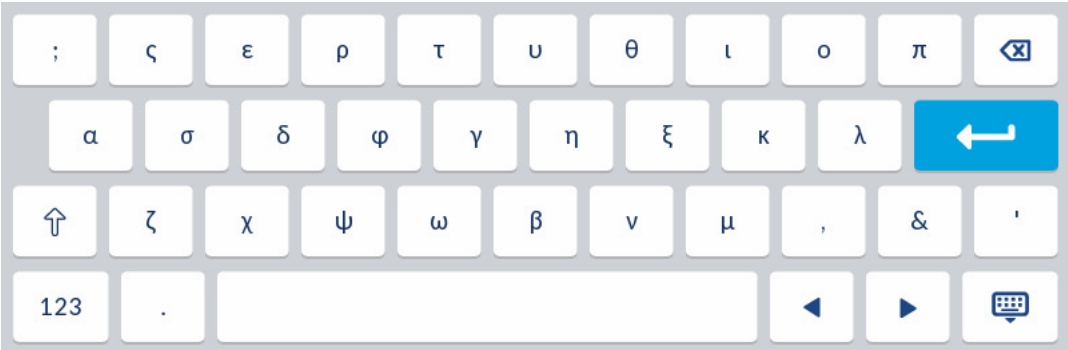 ; ς ε ρ τ υ θ ι ο π
α σ δ φ γ η ξ κ λ
ζ χ ψ ω β ν μ , & '
123 .